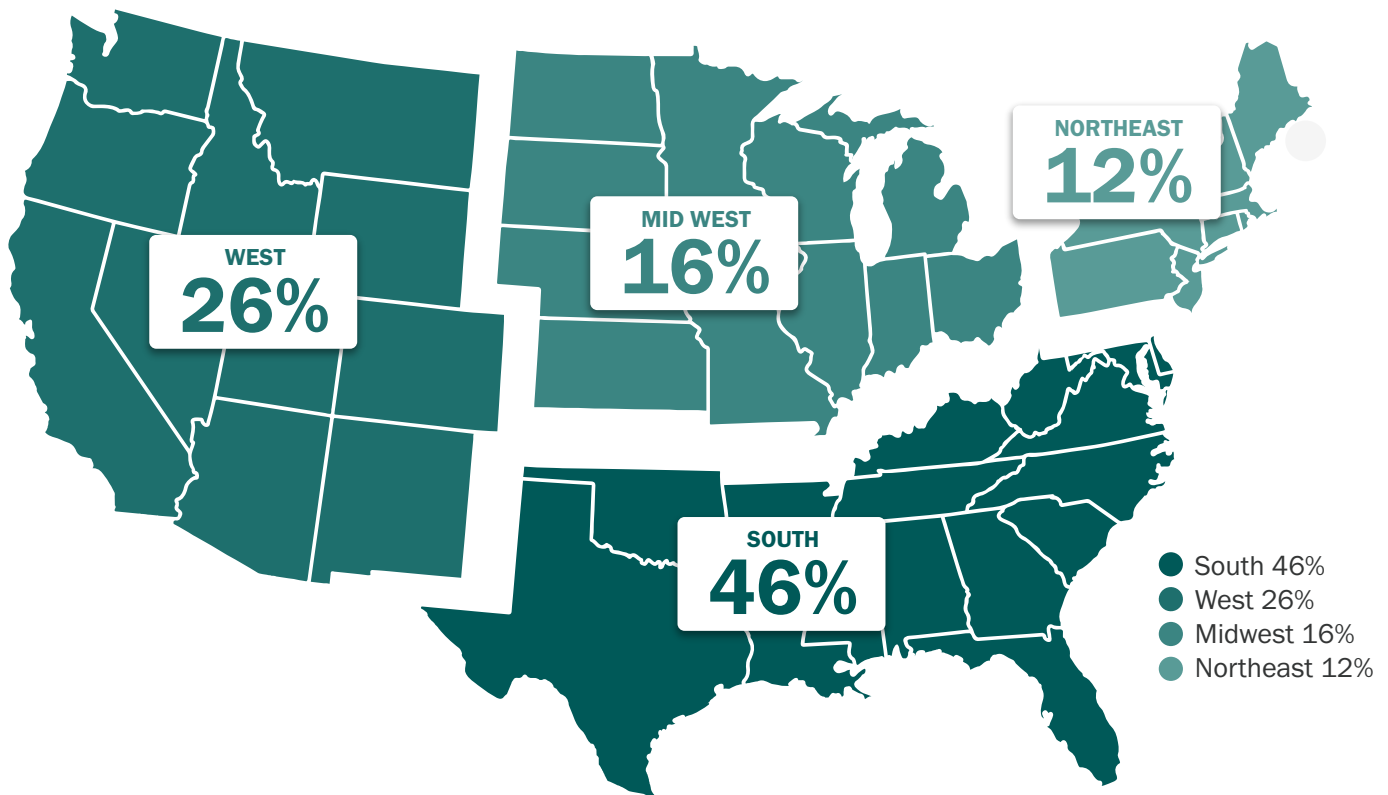 NORTHEAST
12%
MID WEST
16%
WEST
26%
SOUTH
46%
South 46%
West 26%
Midwest 16%
Northeast 12%